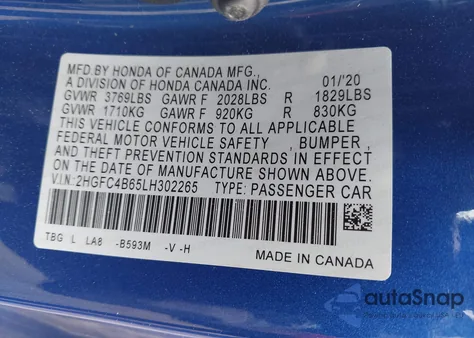 MFD.BY HONDA OF CANADA MFG.,
A DIVISION OF HONDA CANADA INC. 01/'20
GVWR 3769LBS GAWR F 2028LBS R 1829LBS
GVWR 1710KG GAWR F 920KG R 830KG
THIS VEHICLE CONFORMS TO ALL APPLICABLE
FEDERAL MOTOR VEHICLE SAFETY , BUMPER ,
AND THEFT PREVENTION STANDARDS IN EFFECT
ON THE DATE OF MANUFACTURE SHOWN ABOVE.
V.I.N.:2HGFC4B65LH302265 TYPE: PASSENGER CAR
TBG L LA8 -B593M -V -H
MADE IN CANADA
autoSnap